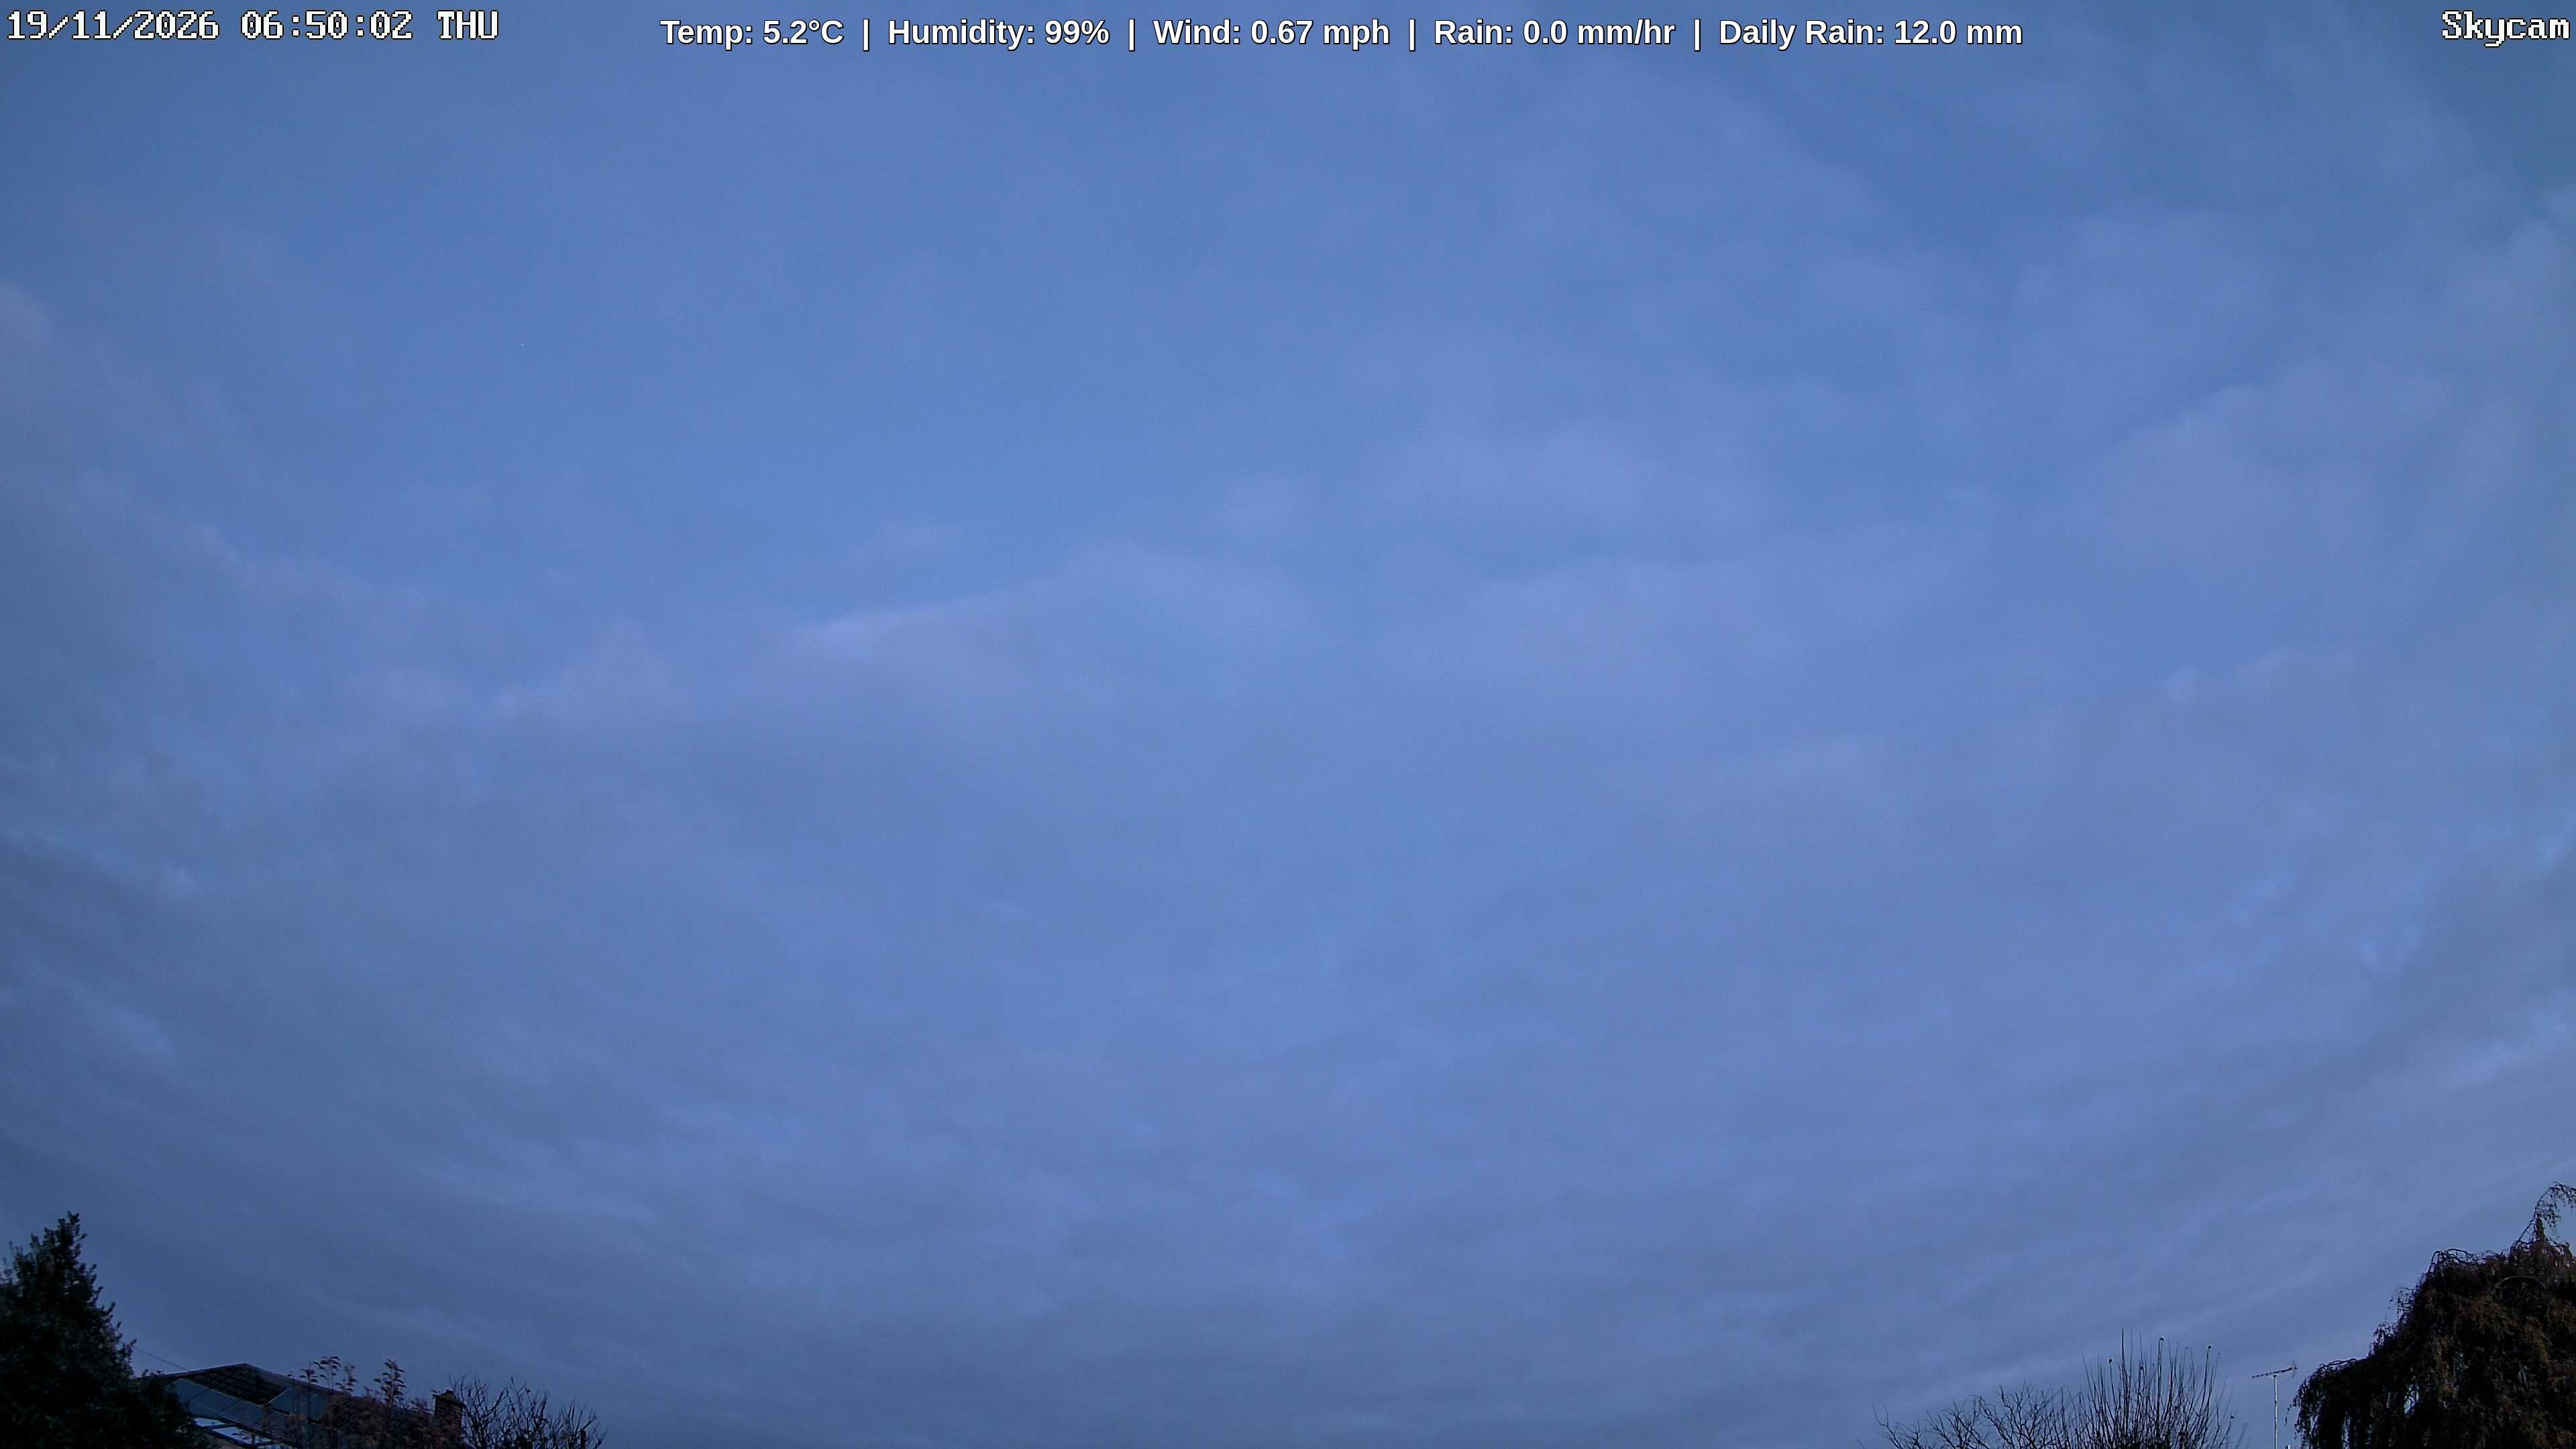 19/11/2026 06:50:02 THU
Temp: 5.2°C | Humidity: 99% | Wind: 0.67 mph | Rain: 0.0 mm/hr | Daily Rain: 12.0 mm
Skycam